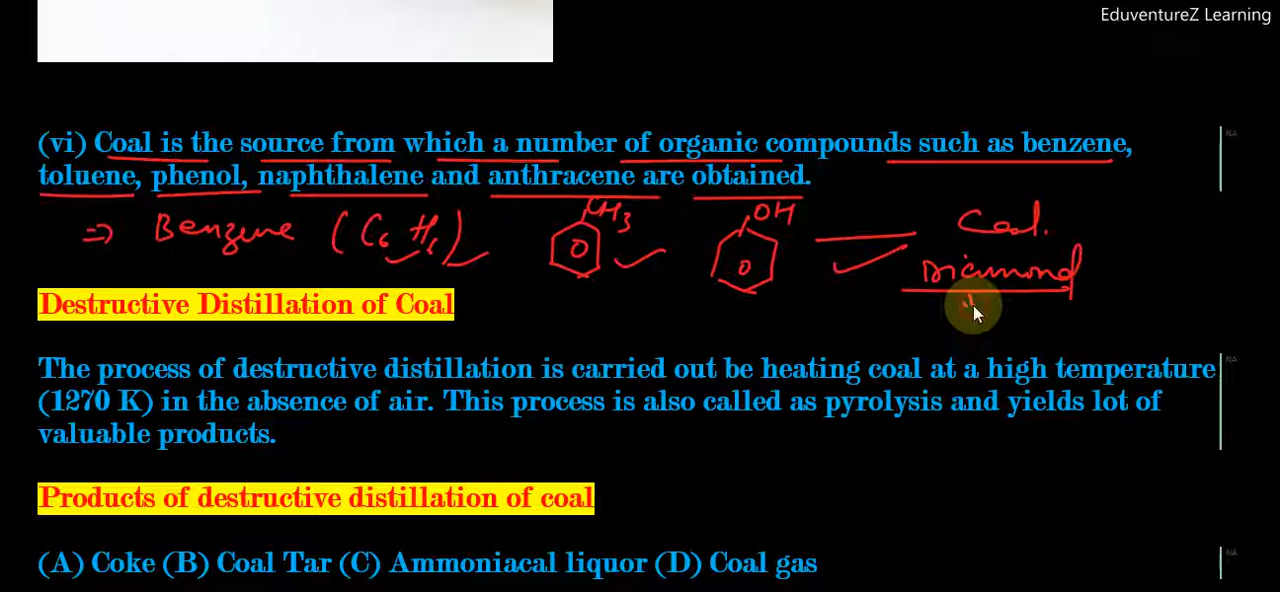 EduventureZ Learning
(vi) Coal is the source from which a number of organic compounds such as benzene,
toluene, phenol, naphthalene and anthracene are obtained.
⇒ Benzene (C₆ H₆) CH₃ OH Coal.
Diamond
Destructive Distillation of Coal
The process of destructive distillation is carried out be heating coal at a high temperature
(1270 K) in the absence of air. This process is also called as pyrolysis and yields lot of
valuable products.
Products of destructive distillation of coal
(A) Coke (B) Coal Tar (C) Ammoniacal liquor (D) Coal gas